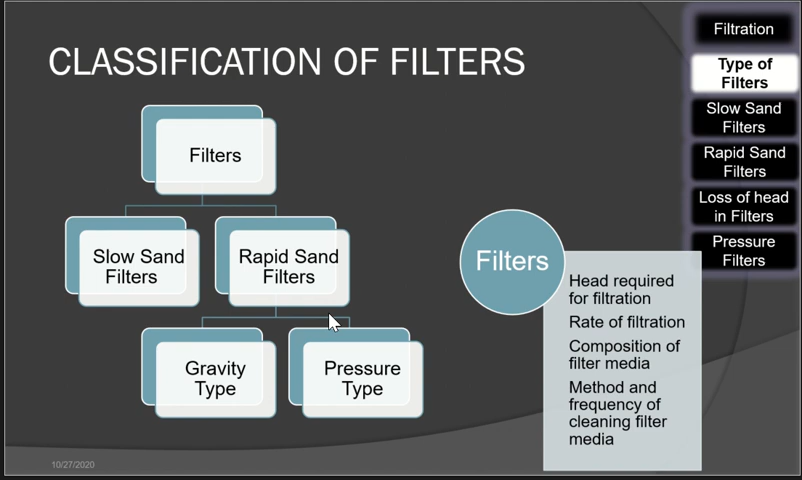 CLASSIFICATION OF FILTERS
Filters
Slow Sand
Filters
Rapid Sand
Filters
Gravity
Type
Pressure
Type
Filters
Head required
for filtration
Rate of filtration
Composition of
filter media
Method and
frequency of
cleaning filter
media
Filtration
Type of
Filters
Slow Sand
Filters
Rapid Sand
Filters
Loss of head
in Filters
Pressure
Filters
10/27/2020